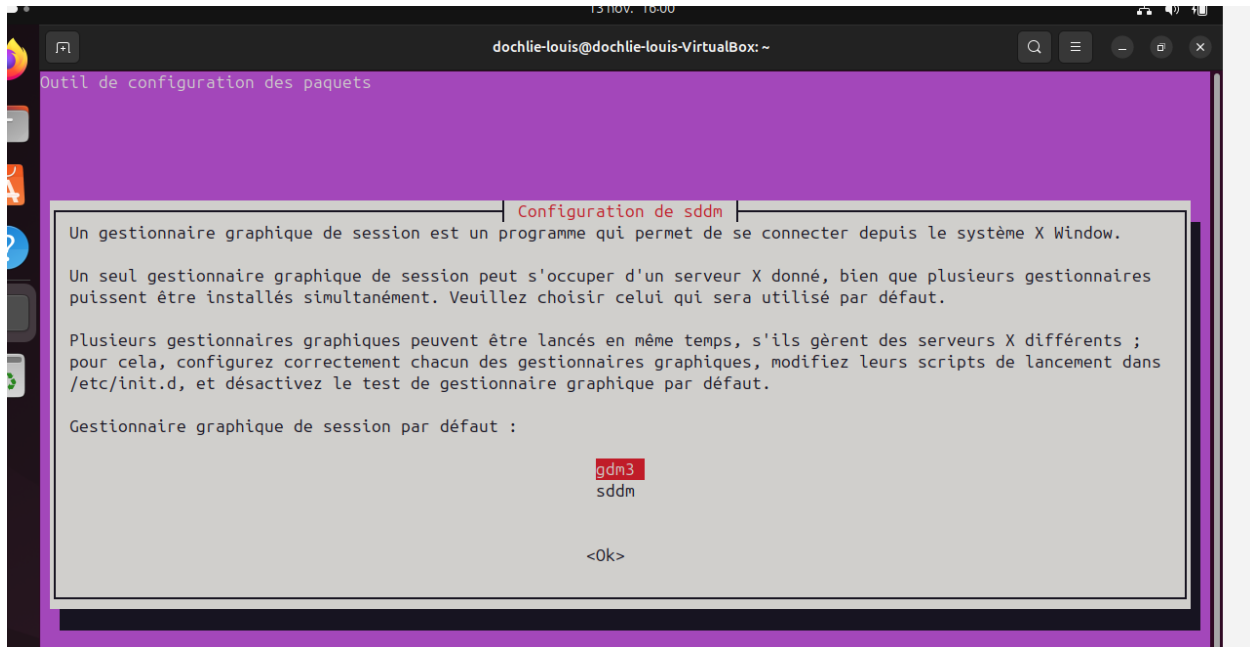 13 nov. 16:00
dochlie-louis@dochlie-louis-VirtualBox: ~
Outil de configuration des paquets
Configuration de sddm
Un gestionnaire graphique de session est un programme qui permet de se connecter depuis le système X Window.
Un seul gestionnaire graphique de session peut s'occuper d'un serveur X donné, bien que plusieurs gestionnaires
puissent être installés simultanément. Veuillez choisir celui qui sera utilisé par défaut.
Plusieurs gestionnaires graphiques peuvent être lancés en même temps, s'ils gèrent des serveurs X différents ;
pour cela, configurez correctement chacun des gestionnaires graphiques, modifiez leurs scripts de lancement dans
/etc/init.d, et désactivez le test de gestionnaire graphique par défaut.
Gestionnaire graphique de session par défaut :
gdm3
sddm
<Ok>